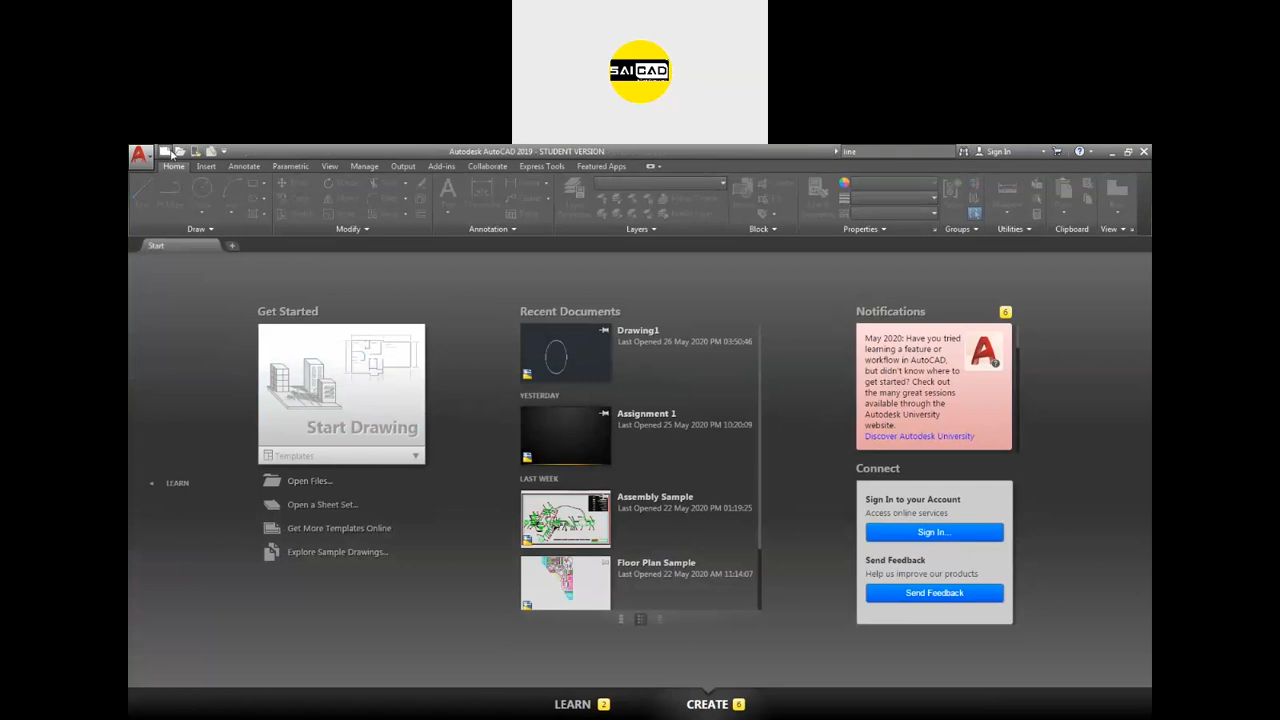 SAICAD
Autodesk AutoCAD 2019 - STUDENT VERSION
line
Sign In
Home
Insert
Annotate
Parametric
View
Manage
Output
Add-ins
Collaborate
Express Tools
Featured Apps
Draw
Modify
Annotation
Layers
Block
Properties
Groups
Utilities
Clipboard
View
Start
Get Started
Start Drawing
Templates
Open Files...
Open a Sheet Set...
Get More Templates Online
Explore Sample Drawings...
LEARN
Recent Documents
Drawing1
Last Opened 26 May 2020 PM 03:50:46
YESTERDAY
Assignment 1
Last Opened 25 May 2020 PM 10:20:09
LAST WEEK
Assembly Sample
Last Opened 22 May 2020 PM 01:19:25
Floor Plan Sample
Last Opened 22 May 2020 AM 11:14:07
Notifications
6
May 2020: Have you tried
learning a feature or
workflow in AutoCAD,
but didn't know where to
get started? Check out
the many great sessions
available through the
Autodesk University
website.
Discover Autodesk University
Connect
Sign In to your Account
Access online services
Sign In...
Send Feedback
Help us improve our products
Send Feedback
LEARN 2
CREATE 6